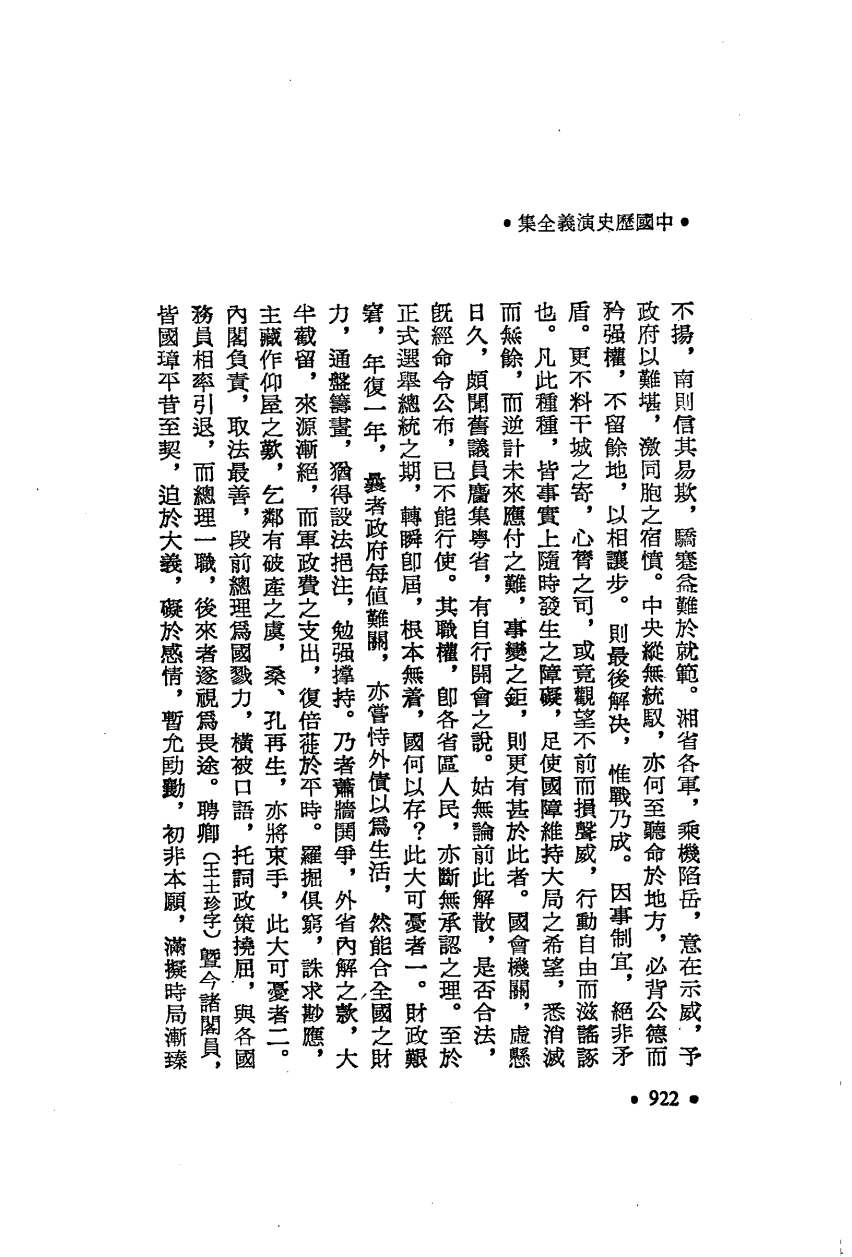 •中國歷史演義全集•
不揚，南則信其易欺，驕蹇益難於就範。湘省各軍，乘機陷岳，意在示威，予
政府以難堪，激同胞之宿憤。中央縱無統馭，亦何至聽命於地方，必背公德而
矜强權，不留餘地，以相讓步。則最後解決，惟戰乃成。因事制宜，絕非矛
盾。更不料干城之寄，心膂之司，或竟觀望不前而損聲威，行動自由而滋謠諑
也。凡此種種，皆事實上隨時發生之障礙，足使國障維持大局之希望，悉消滅
而無餘，而逆計未來應付之難，事變之鉅，則更有甚於此者。國會機關，虛懸
日久，頗聞舊議員麕集粵省，有自行開會之說。姑無論前此解散，是否合法，
旣經命令公布，已不能行使。其職權，卽各省區人民，亦斷無承認之理。至於
正式選舉總統之期，轉瞬卽屆，根本無着，國何以存？此大可憂者一。財政艱
窘，年復一年，曩者政府每値難關，亦嘗恃外債以爲生活，然能合全國之財
力，通盤籌畫，猶得設法挹注，勉强撐持。乃者蕭牆鬩爭，外省內解之款，大
半截留，來源漸絕，而軍政費之支出，復倍蓰於平時。羅掘俱窮，誅求尠應，
主藏作仰屋之歎，乞鄰有破產之虞，桑、孔再生，亦將束手，此大可憂者二。
內閣負責，取法最善，段前總理爲國戮力，橫被口語，托詞政策撓屈，與各國
務員相率引退，而總理一職，後來者遂視爲畏途。聘卿（王士珍字）曁今諸閣員，
皆國璋平昔至契，迫於大義，礙於感情，暫允劻勷，初非本願，滿擬時局漸臻
•922•